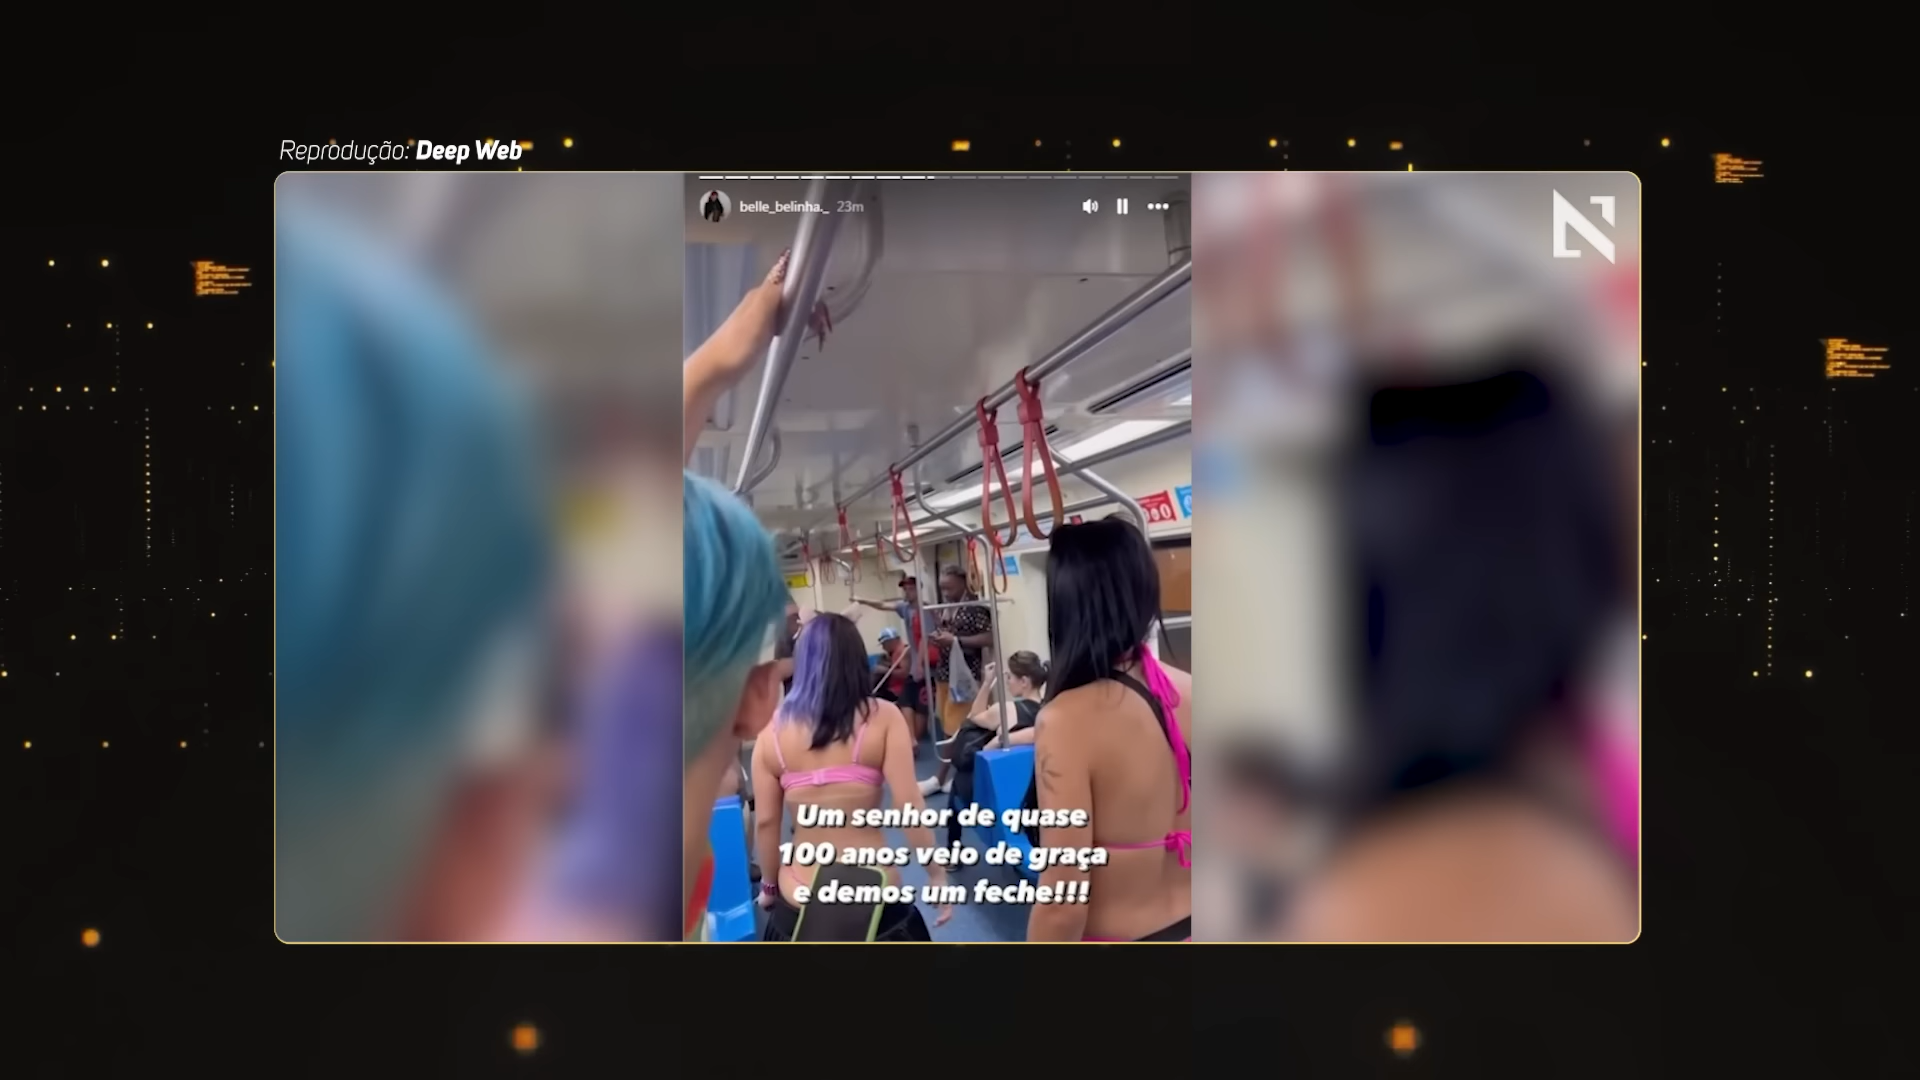 Reprodução: Deep Web
belle_belinha._ 23m
Um senhor de quase
100 anos veio de graça
e demos um feche!!!